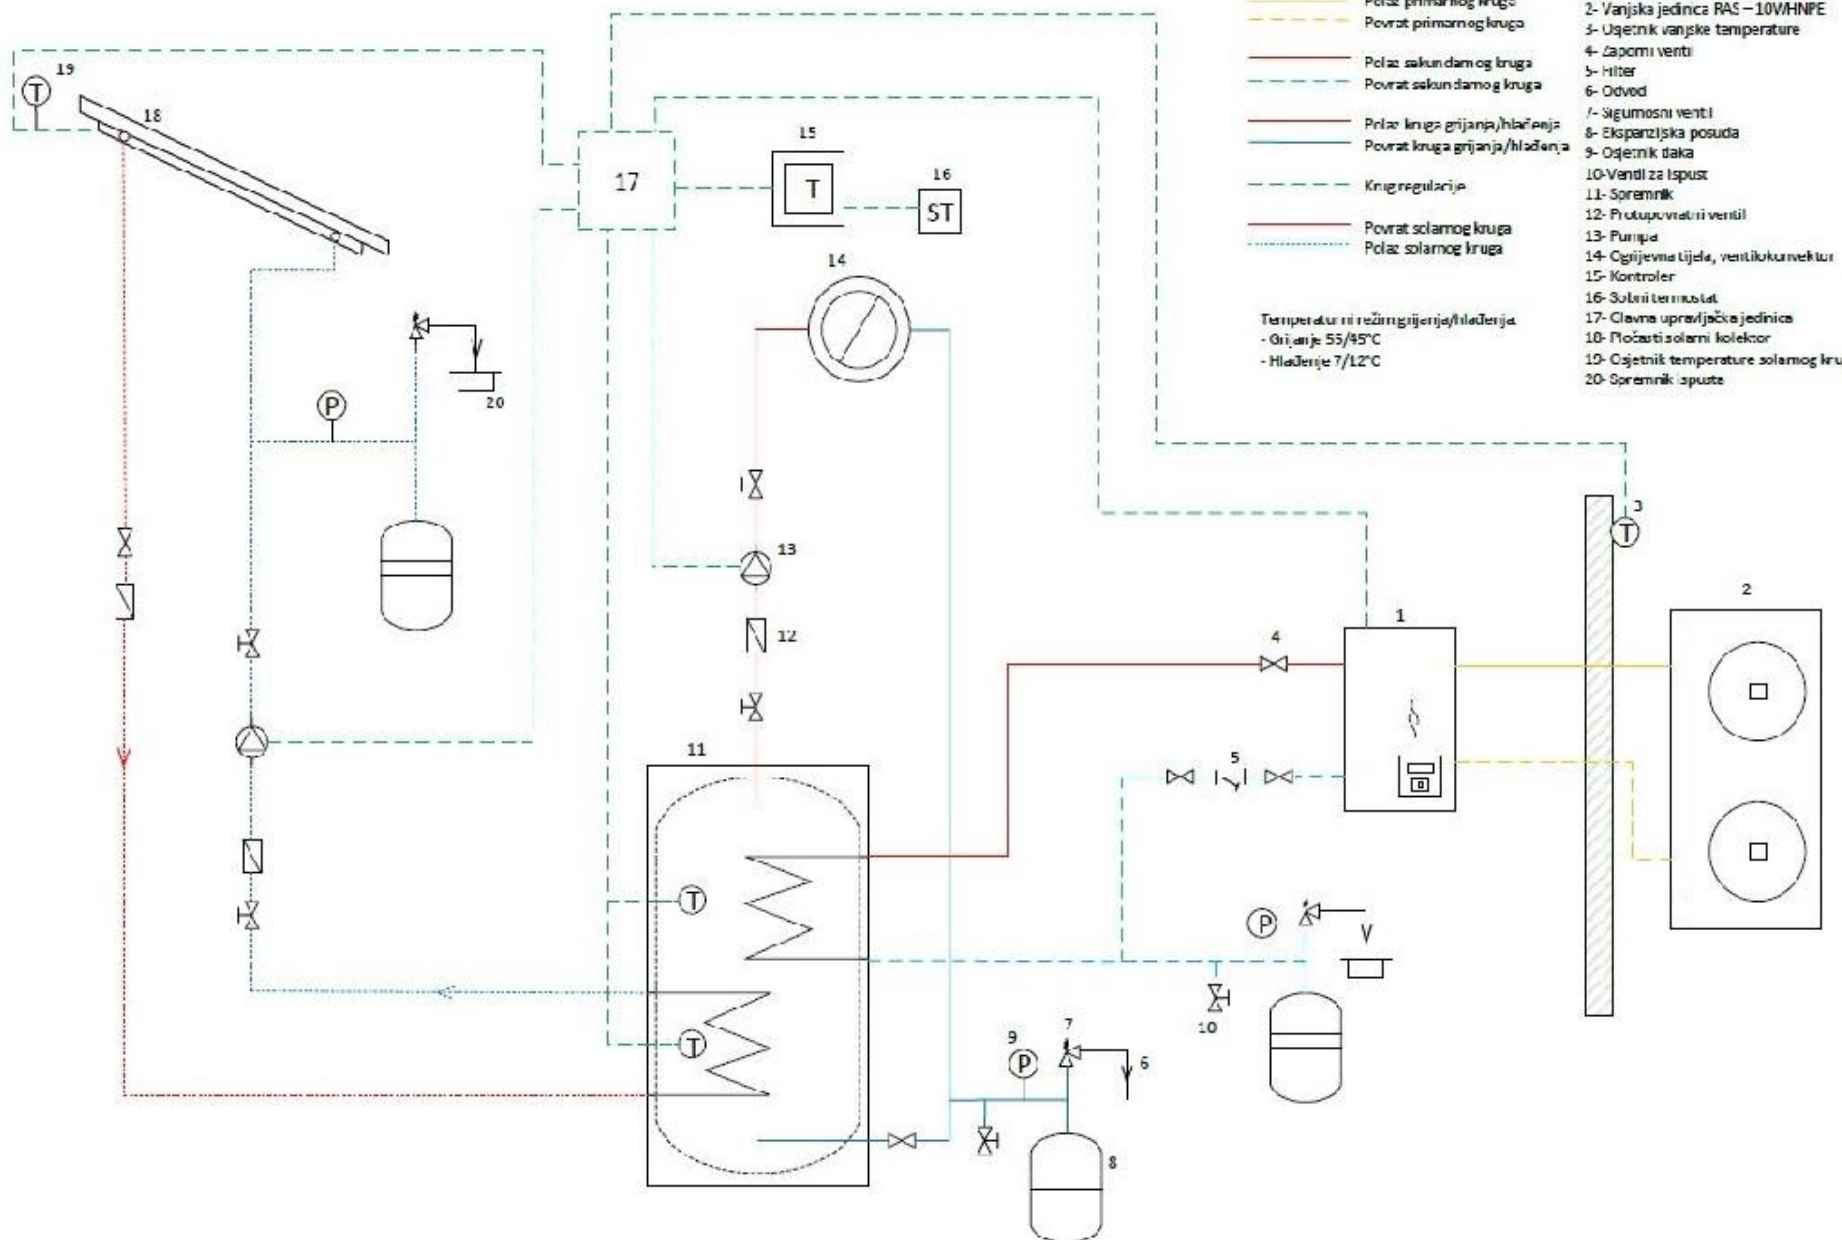 Polaz primarnog kruga
Povrat primarnog kruga
Polaz sekundarnog kruga
Povrat sekundarnog kruga
Polaz kruga grijanja/hlađenja
Povrat kruga grijanja/hlađenja
Krug regulacije
Povrat solarnog kruga
Polaz solarnog kruga
Temperaturni režim grijanja/hlađenja
- Grijanje 55/45°C
- Hlađenje 7/12°C
2- Vanjska jedinica RAS – 10WHNPE
3- Osjetnik vanjske temperature
4- Zaporni ventil
5- Filter
6- Odvod
7- Sigurnosni ventil
8- Ekspanzijska posuda
9- Osjetnik tlaka
10-Ventil za ispust
11- Spremnik
12- Protupovratni ventil
13- Pumpa
14- Ogrijevna tijela, ventilokonvektor
15- Kontroler
16- Sobni termostat
17- Glavna upravljačka jedinica
18- Pločasti solarni kolektor
19- Osjetnik temperature solarnog kru
20- Spremnik ispusta
19
T
18
17
15
T
16
ST
14
20
P
3
T
13
2
1
12
4
11
5
T
P
10
T
9
P
7
6
8